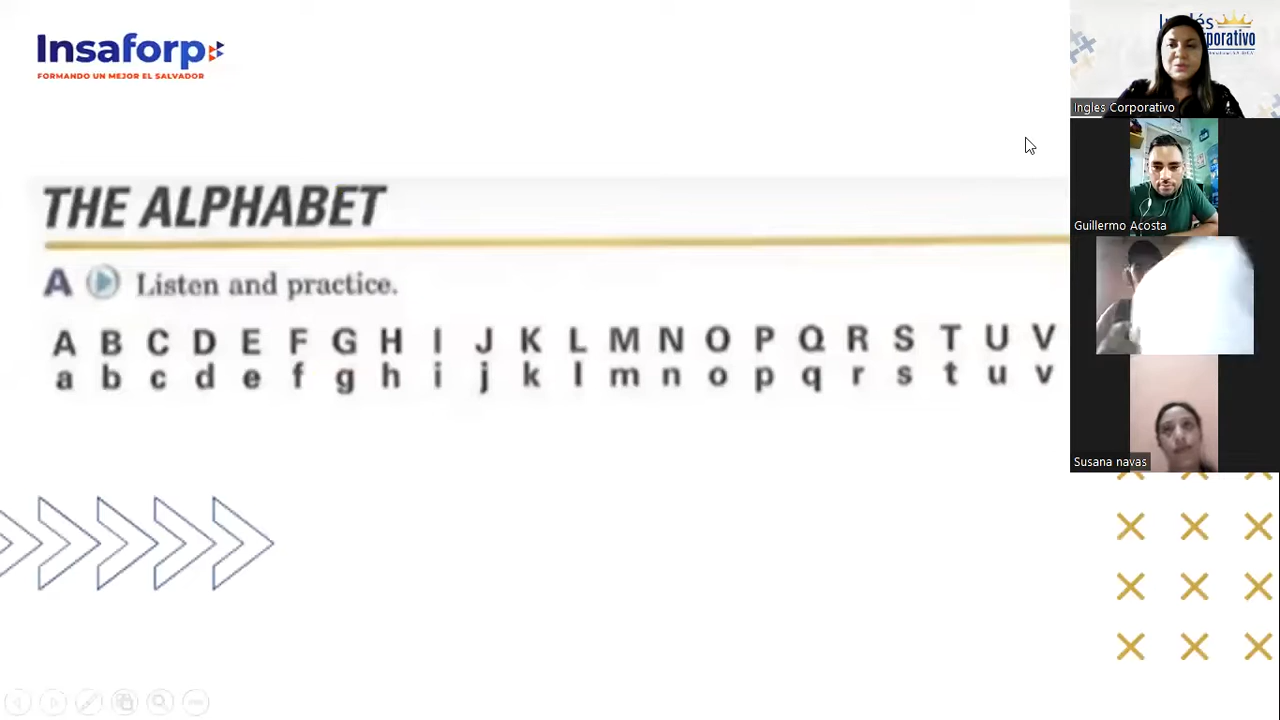 Insaforp
FORMANDO UN MEJOR EL SALVADOR
THE ALPHABET
A Listen and practice.
A B C D E F G H I J K L M N O P Q R S T U V
a b c d e f g h i j k l m n o p q r s t u v
Ingles Corporativo
Guillermo Acosta
Susana navas